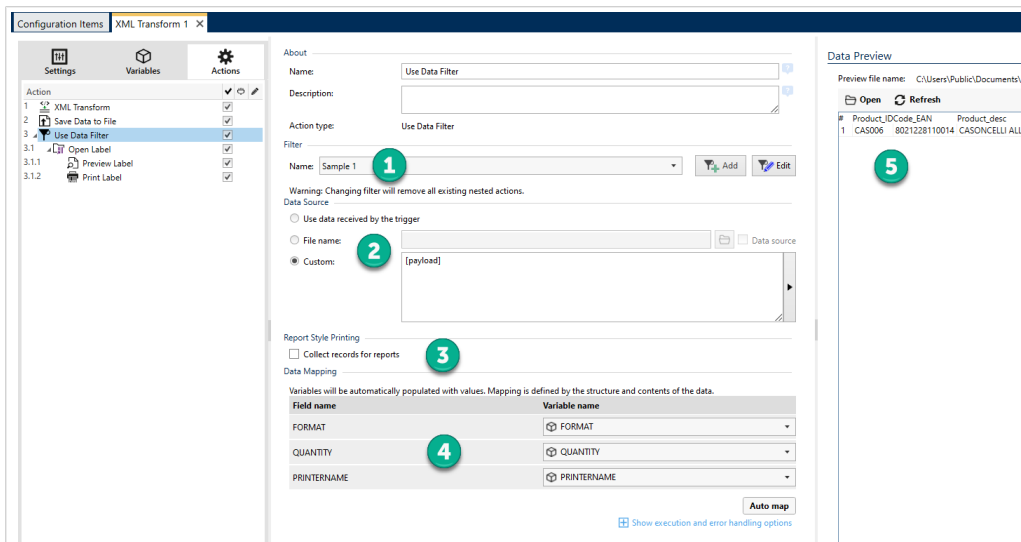 Configuration Items XML Transform 1
Settings Variables Actions
Action
1 XML Transform
2 Save Data to File
3 Use Data Filter
3.1 Open Label
3.1.1 Preview Label
3.1.2 Print Label
About
Name: Use Data Filter
Description:
Action type: Use Data Filter
Filter
Name: Sample 1 1 Add Edit
Warning: Changing filter will remove all existing nested actions.
Data Source
Use data received by the trigger
File name: Data source
2
Custom: [payload]
Report Style Printing
Collect records for reports 3
Data Mapping
Variables will be automatically populated with values. Mapping is defined by the structure and contents of the data.
Field name Variable name
FORMAT FORMAT
QUANTITY 4 QUANTITY
PRINTERNAME PRINTERNAME
Auto map
Show execution and error handling options
Data Preview
Preview file name: C:\Users\Public\Documents\
Open Refresh
# Product_IDCode_EAN Product_desc
1 CAS006 8021228110014 CASONCELLI ALL
5